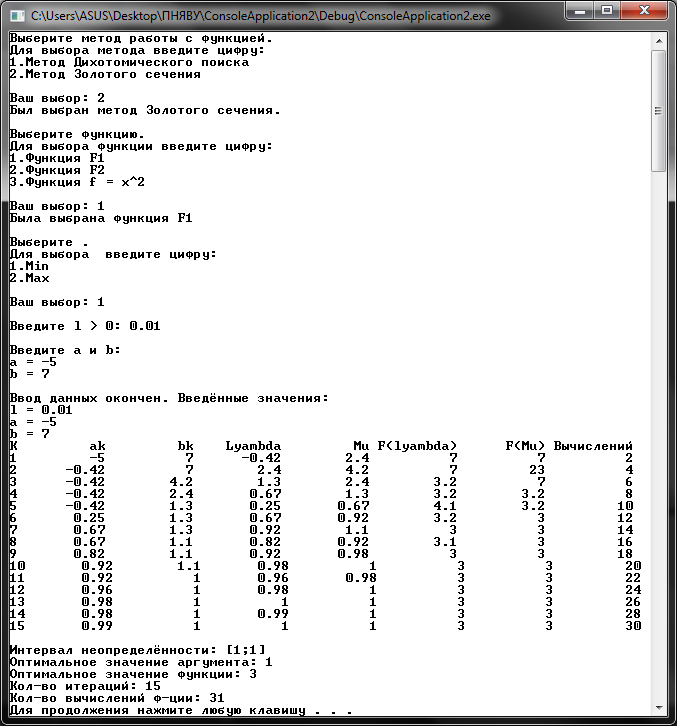 C:\Users\ASUS\Desktop\ПНЯВУ\ConsoleApplication2\Debug\ConsoleApplication2.exe
Выберите метод работы с функцией.
Для выбора метода введите цифру:
1.Метод Дихотомического поиска
2.Метод Золотого сечения
Ваш выбор: 2
Был выбран метод Золотого сечения.
Выберите функцию.
Для выбора функции введите цифру:
1.Функция F1
2.Функция F2
3.Функция f = x^2
Ваш выбор: 1
Была выбрана функция F1
Выберите .
Для выбора  введите цифру:
1.Min
2.Max
Ваш выбор: 1
Введите l > 0: 0.01
Введите a и b:
a = -5
b = 7
Ввод данных окончен. Введённые значения:
l = 0.01
a = -5
b = 7
K ak bk Lyambda Mu F(lyambda) F(Mu) Вычислений
1 -5 7 -0.42 2.4 7 7 2
2 -0.42 7 2.4 4.2 7 23 4
3 -0.42 4.2 1.3 2.4 3.2 7 6
4 -0.42 2.4 0.67 1.3 3.2 3.2 8
5 -0.42 1.3 0.25 0.67 4.1 3.2 10
6 0.25 1.3 0.67 0.92 3.2 3 12
7 0.67 1.3 0.92 1.1 3 3 14
8 0.67 1.1 0.82 0.92 3.1 3 16
9 0.82 1.1 0.92 0.98 3 3 18
10 0.92 1.1 0.98 1 3 3 20
11 0.92 1 0.96 0.98 3 3 22
12 0.96 1 0.98 1 3 3 24
13 0.98 1 1 1 3 3 26
14 0.98 1 0.99 1 3 3 28
15 0.99 1 1 1 3 3 30
Интервал неопределённости: [1;1]
Оптимальное значение аргумента: 1
Оптимальное значение функции: 3
Кол-во итераций: 15
Кол-во вычислений ф-ции: 31
Для продолжения нажмите любую клавишу . . .